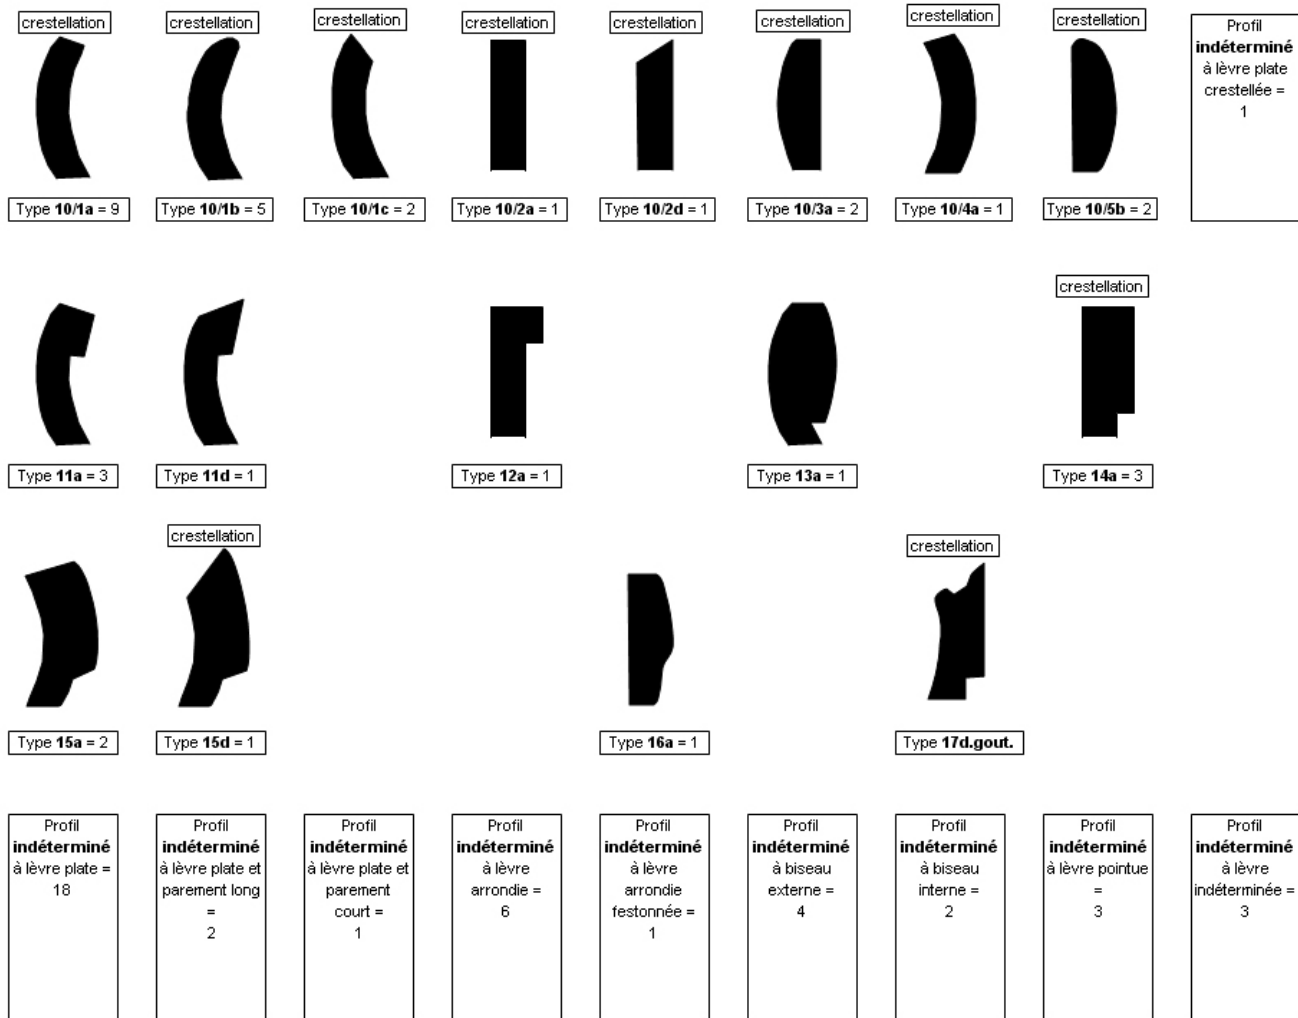 crestellation
crestellation
crestellation
crestellation
crestellation
crestellation
crestellation
crestellation
Profil
indéterminé
à lèvre plate
crestellée =
1
Type 10/1a = 9
Type 10/1b = 5
Type 10/1c = 2
Type 10/2a = 1
Type 10/2d = 1
Type 10/3a = 2
Type 10/4a = 1
Type 10/5b = 2
crestellation
Type 11a = 3
Type 11d = 1
Type 12a = 1
Type 13a = 1
Type 14a = 3
crestellation
crestellation
Type 15a = 2
Type 15d = 1
Type 16a = 1
Type 17d.gout.
Profil
indéterminé
à lèvre plate =
18
Profil
indéterminé
à lèvre plate et
parement long
=
2
Profil
indéterminé
à lèvre plate et
parement
court =
1
Profil
indéterminé
à lèvre
arrondie =
6
Profil
indéterminé
à lèvre
arrondie
festonnée =
1
Profil
indéterminé
à biseau
externe =
4
Profil
indéterminé
à biseau
interne =
2
Profil
indéterminé
à lèvre pointue
=
3
Profil
indéterminé
à lèvre
indéterminée =
3